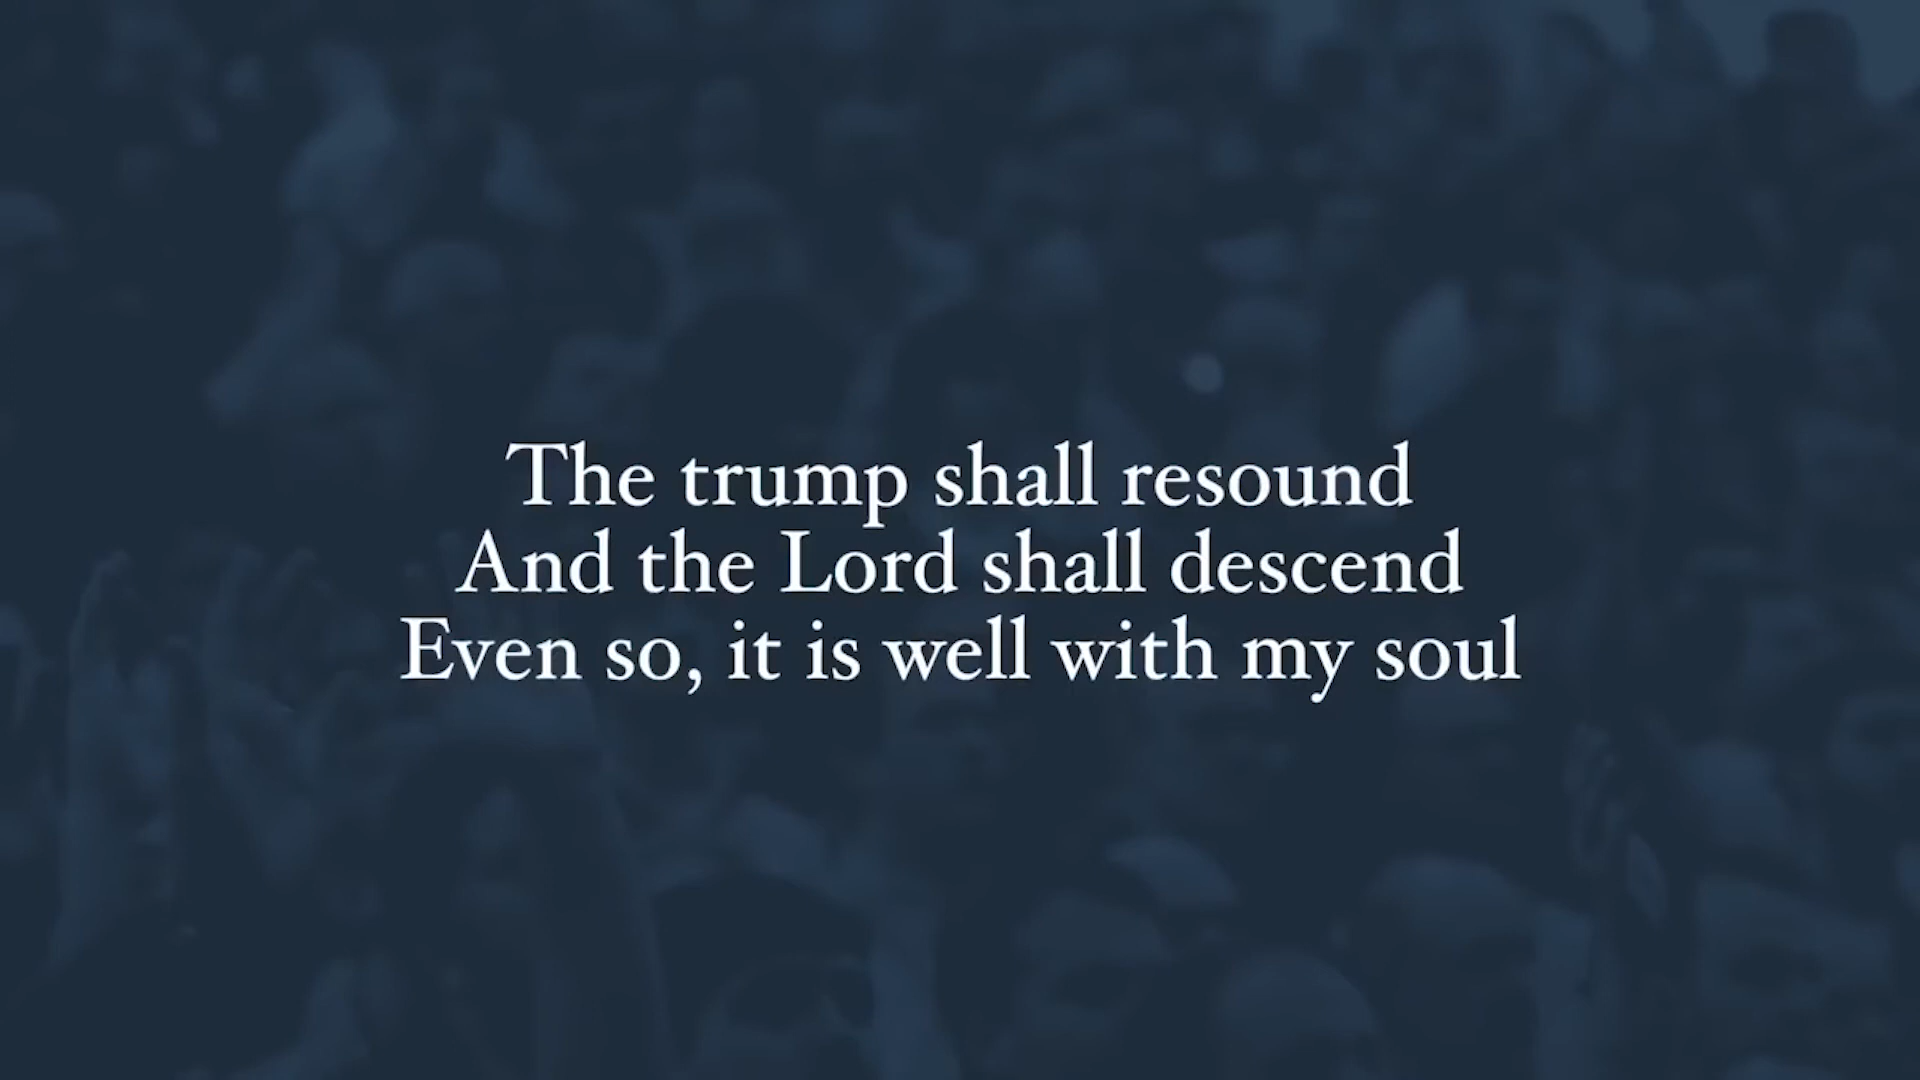 The trump shall resound
And the Lord shall descend
Even so, it is well with my soul